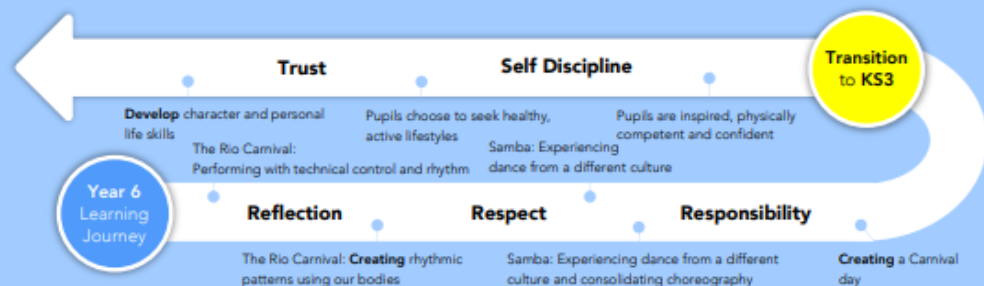 Trust
Self Discipline
Transition
to KS3
Develop character and personal
life skills
Pupils choose to seek healthy,
active lifestyles
Pupils are inspired, physically
competent and confident
The Rio Carnival:
Performing with technical control and rhythm
Samba: Experiencing
dance from a different culture
Year 6
Learning
Journey
Reflection
Respect
Responsibility
The Rio Carnival: Creating rhythmic
patterns using our bodies
Samba: Experiencing dance from a different
culture and consolidating choreography
Creating a Carnival
day